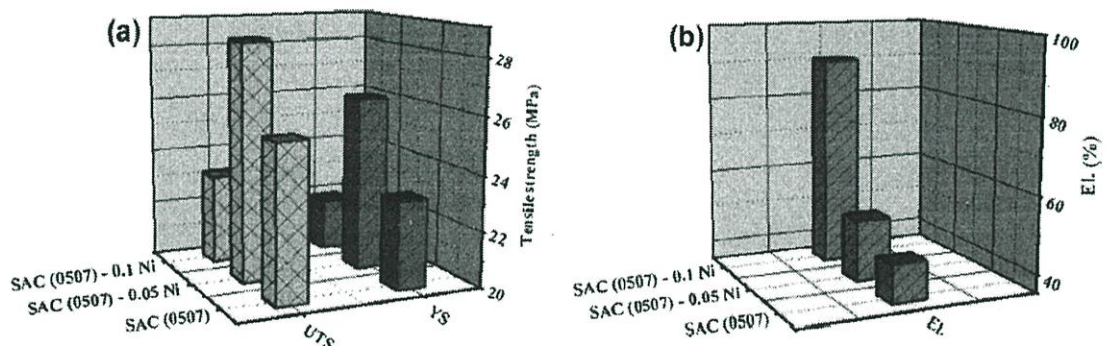 (a)
28
26
24
22
20
Tensile strength (MPa)
SAC (0507) - 0.1 Ni
SAC (0507) - 0.05 Ni
SAC (0507)
UTS
YS
(b)
100
80
60
40
El. (%)
SAC (0507) - 0.1 Ni
SAC (0507) - 0.05 Ni
SAC (0507)
El.